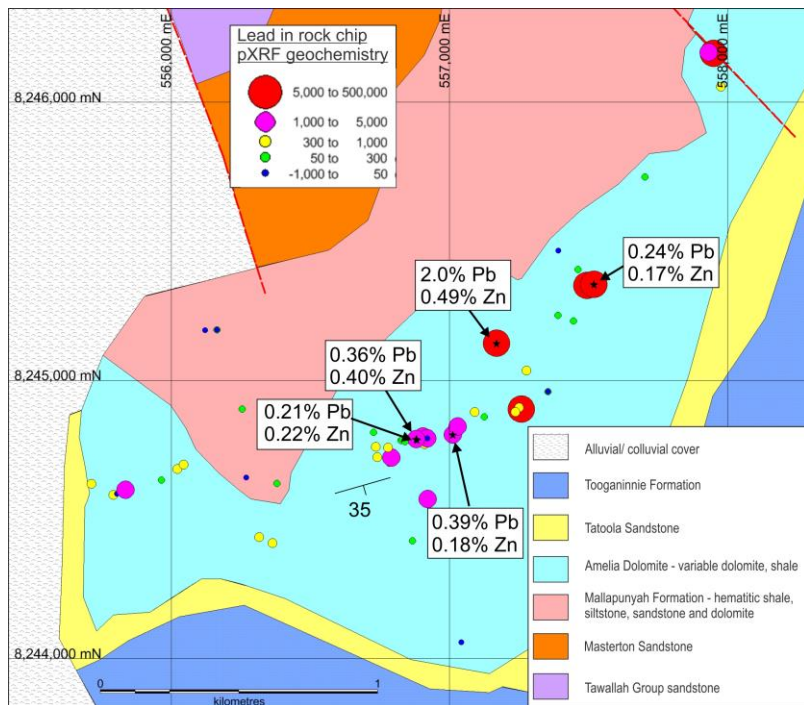 Lead in rock chip
pXRF geochemistry
5,000 to 500,000
1,000 to 5,000
300 to 1,000
50 to 300
-1,000 to 50
556,000 mE
557,000 mE
558,000 mE
8,246,000 mN
0.24% Pb
0.17% Zn
2.0% Pb
0.49% Zn
0.36% Pb
0.40% Zn
8,245,000 mN
0.21% Pb
0.22% Zn
35
0.39% Pb
0.18% Zn
8,244,000 mN
0 1
kilometres
Alluvial/ colluvial cover
Tooganinnie Formation
Tatoola Sandstone
Amelia Dolomite - variable dolomite, shale
Mallapunyah Formation - hematitic shale,
siltstone, sandstone and dolomite
Masterton Sandstone
Tawallah Group sandstone